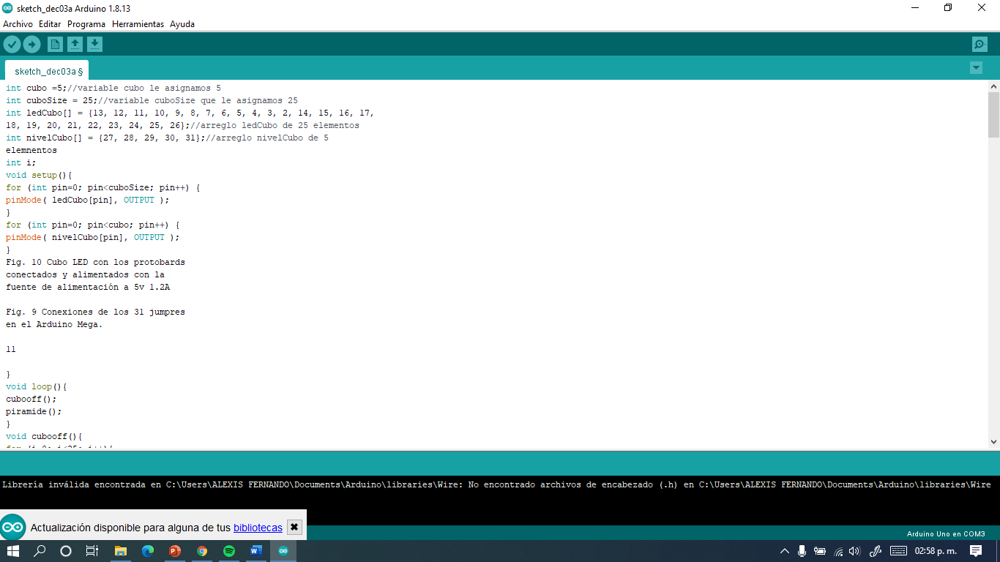 sketch_dec03a Arduino 1.8.13
Archivo Editar Programa Herramientas Ayuda
sketch_dec03a §
int cubo =5;//variable cubo le asignamos 5
int cuboSize = 25;//variable cuboSize que le asignamos 25
int ledCubo[] = {13, 12, 11, 10, 9, 8, 7, 6, 5, 4, 3, 2, 14, 15, 16, 17,
18, 19, 20, 21, 22, 23, 24, 25, 26};//arreglo ledCubo de 25 elementos
int nivelCubo[] = {27, 28, 29, 30, 31};//arreglo nivelCubo de 5
elemnentos
int i;
void setup(){
for (int pin=0; pin<cuboSize; pin++) {
pinMode( ledCubo[pin], OUTPUT );
}
for (int pin=0; pin<cubo; pin++) {
pinMode( nivelCubo[pin], OUTPUT );
}
Fig. 10 Cubo LED con los protobards
conectados y alimentados con la
fuente de alimentación a 5v 1.2A
Fig. 9 Conexiones de los 31 jumpres
en el Arduino Mega.
11
}
void loop(){
cubooff();
piramide();
}
void cubooff(){
for (i=0; i<25; i++){
Librería inválida encontrada en C:\Users\ALEXIS FERNANDO\Documents\Arduino\libraries\Wire: No encontrado archivos de encabezado (.h) en C:\Users\ALEXIS FERNANDO\Documents\Arduino\libraries\Wire
Actualización disponible para alguna de tus bibliotecas
Arduino Uno en COM3
02:58 p. m.